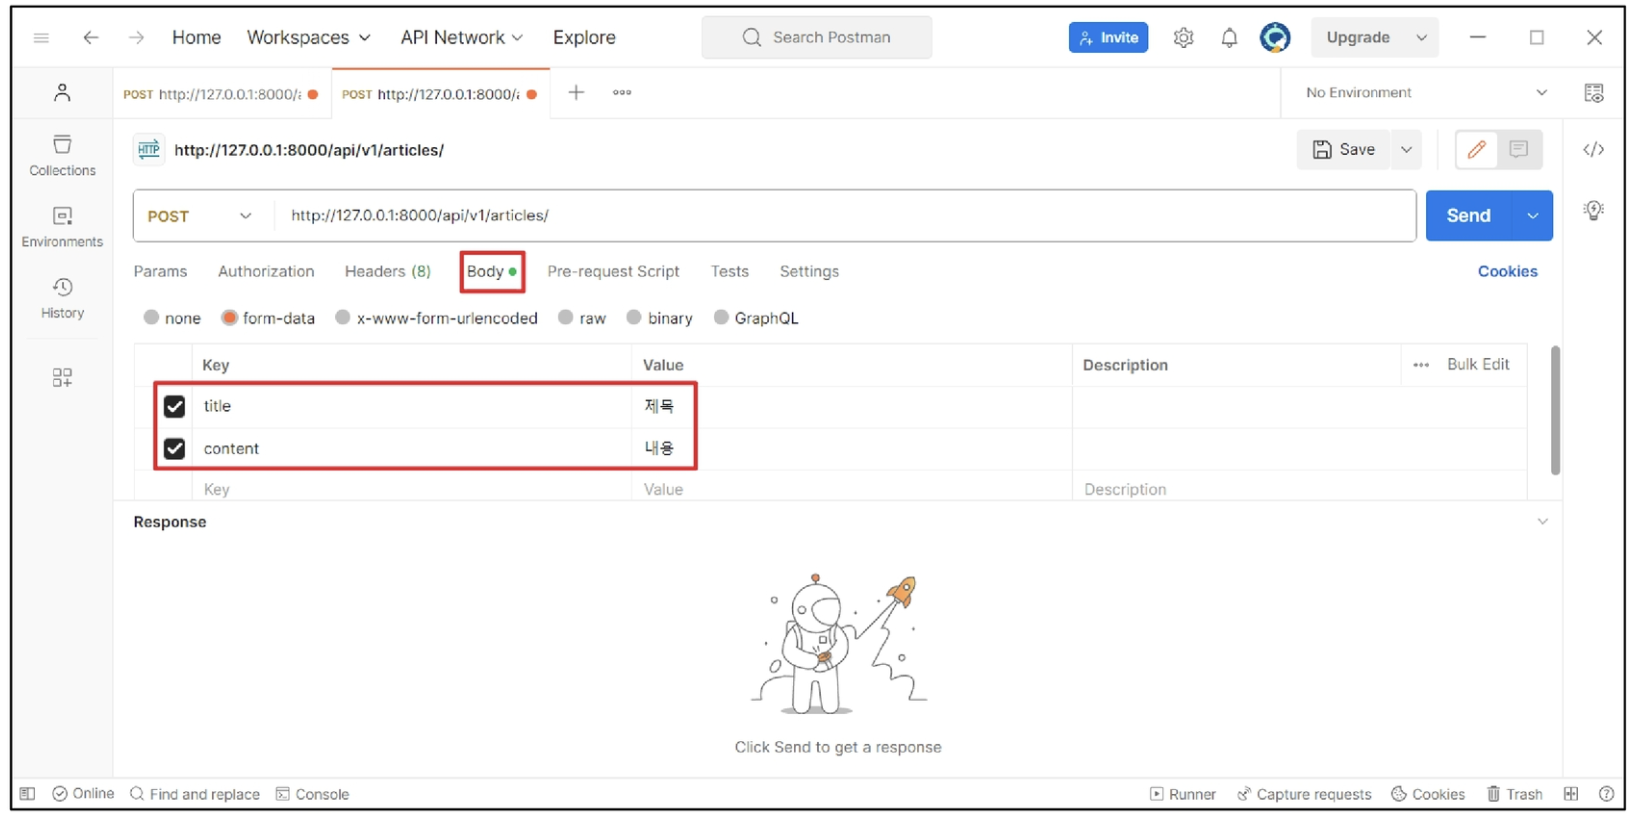 Home Workspaces API Network Explore Search Postman Invite Upgrade
POST http://127.0.0.1:8000/a POST http://127.0.0.1:8000/a No Environment
HTTP http://127.0.0.1:8000/api/v1/articles/ Save
Collections
Environments
History
POST http://127.0.0.1:8000/api/v1/articles/ Send
Params Authorization Headers (8) Body Pre-request Script Tests Settings Cookies
none form-data x-www-form-urlencoded raw binary GraphQL
Key Value Description Bulk Edit
title 제목
content 내용
Key Value Description
Response
Click Send to get a response
Online Find and replace Console Runner Capture requests Cookies Trash